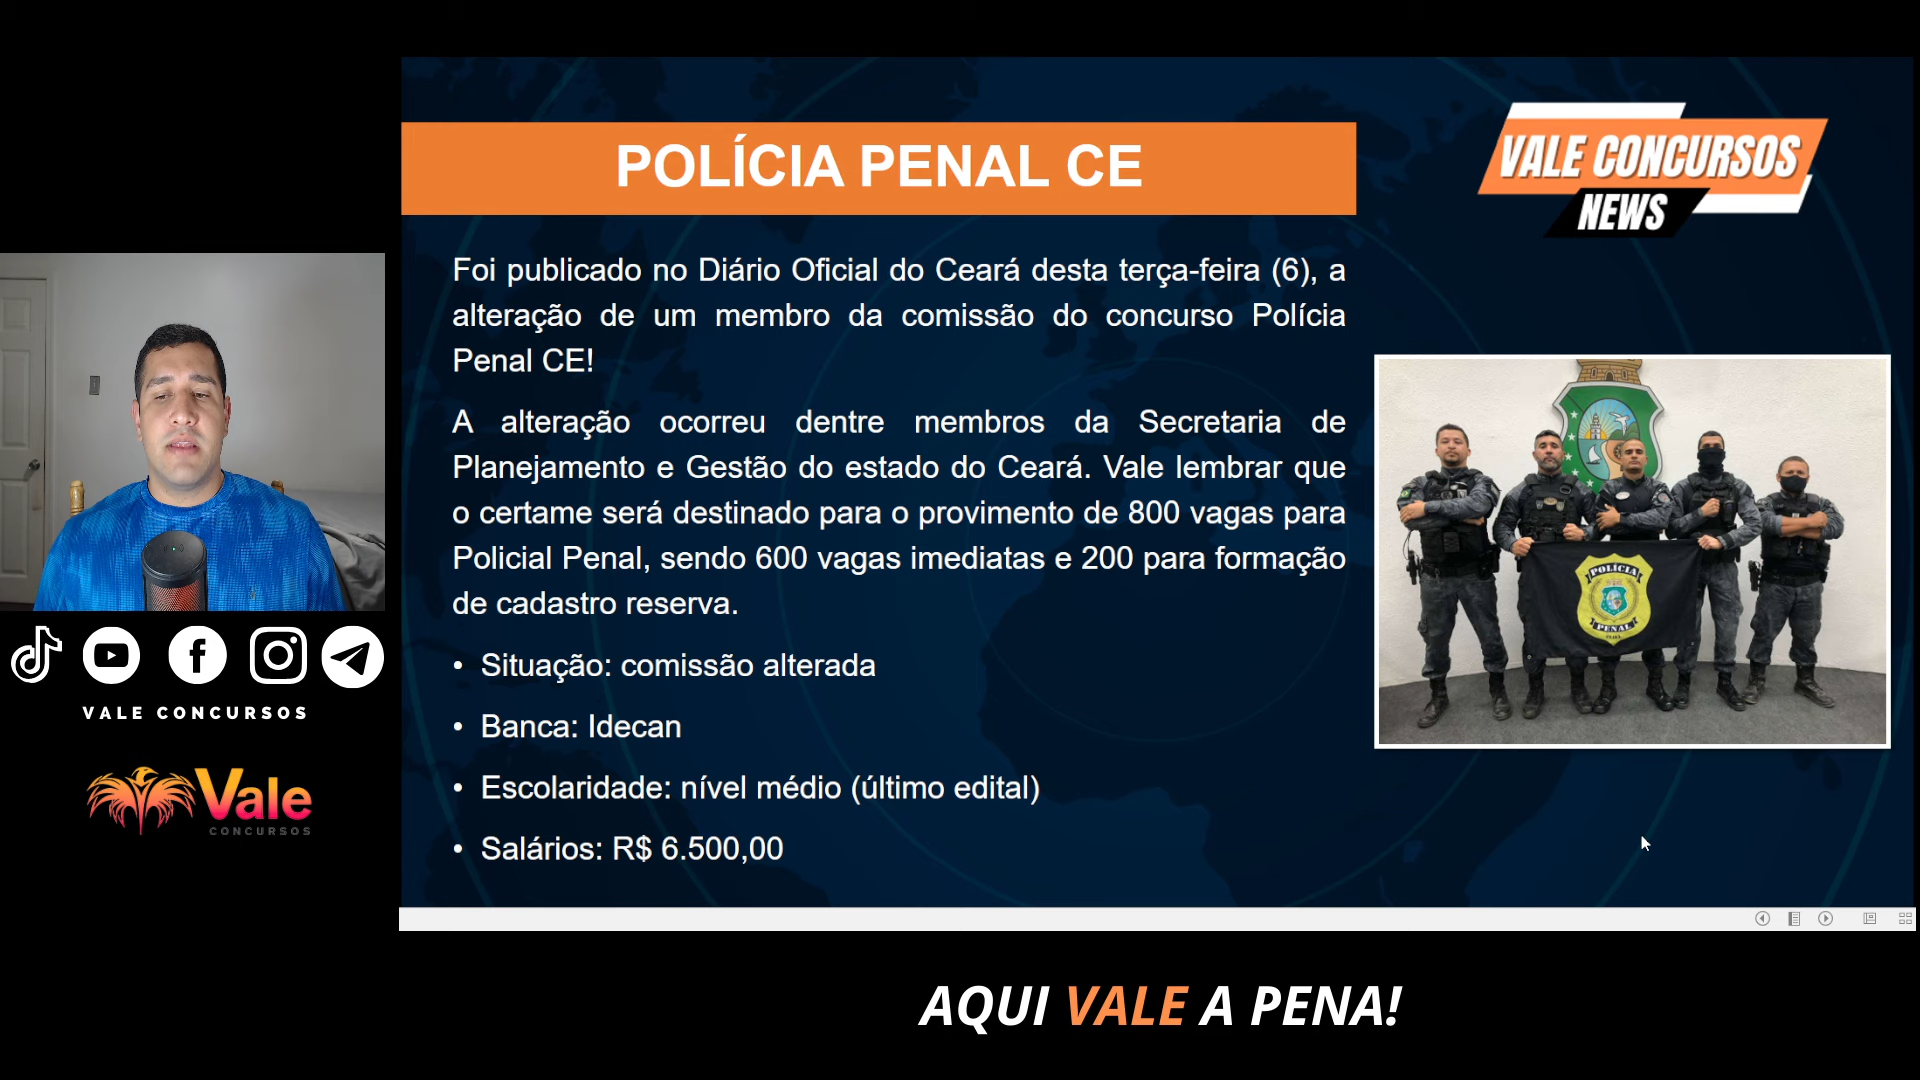 POLÍCIA PENAL CE
VALE CONCURSOS
NEWS
Foi publicado no Diário Oficial do Ceará desta terça-feira (6), a
alteração de um membro da comissão do concurso Polícia
Penal CE!
A alteração ocorreu dentre membros da Secretaria de
Planejamento e Gestão do estado do Ceará. Vale lembrar que
o certame será destinado para o provimento de 800 vagas para
Policial Penal, sendo 600 vagas imediatas e 200 para formação
de cadastro reserva.
• Situação: comissão alterada
• Banca: Idecan
• Escolaridade: nível médio (último edital)
• Salários: R$ 6.500,00
POLÍCIA
PENAL
VALE CONCURSOS
Vale
CONCURSOS
AQUI VALE A PENA!